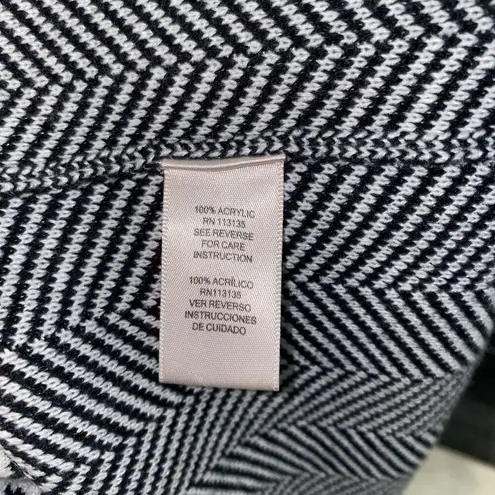 100% ACRYLIC
RN 113135
SEE REVERSE
FOR CARE
INSTRUCTION
100% ACRÍLICO
RN113135
VER REVERSO
INSTRUCCIONES
DE CUIDADO